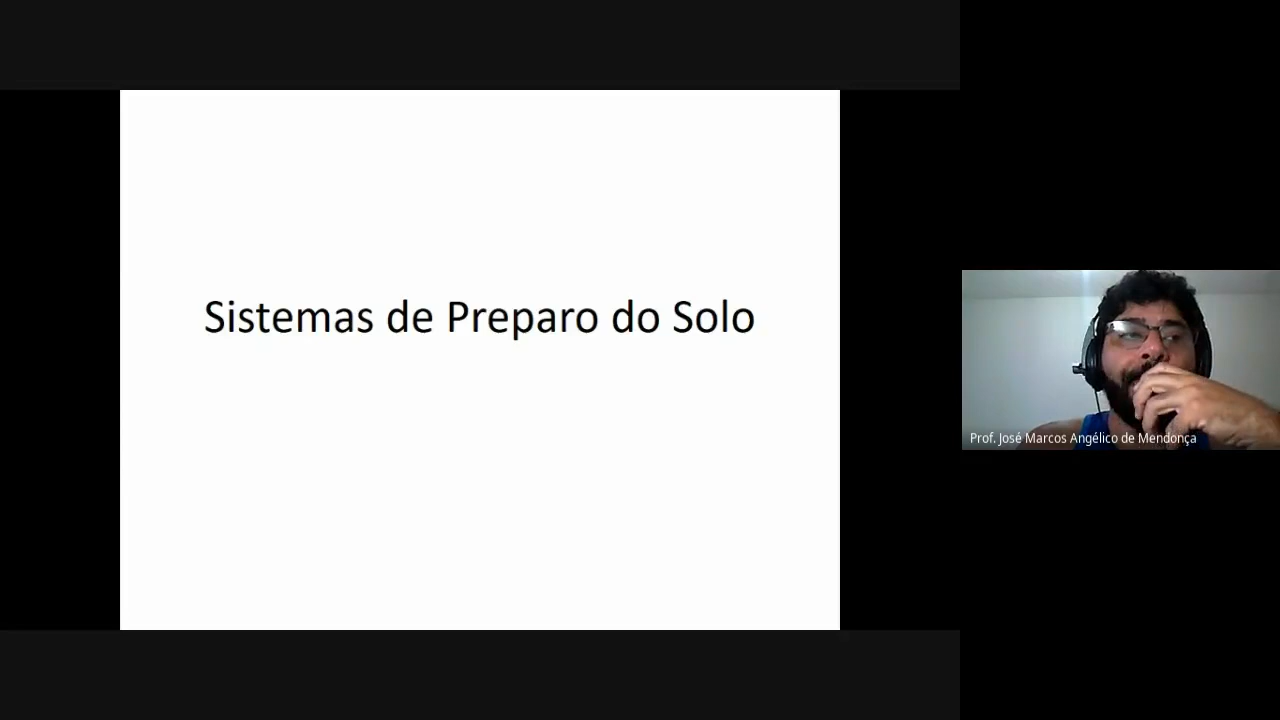 Sistemas de Preparo do Solo
Prof. José Marcos Angélico de Mendonça